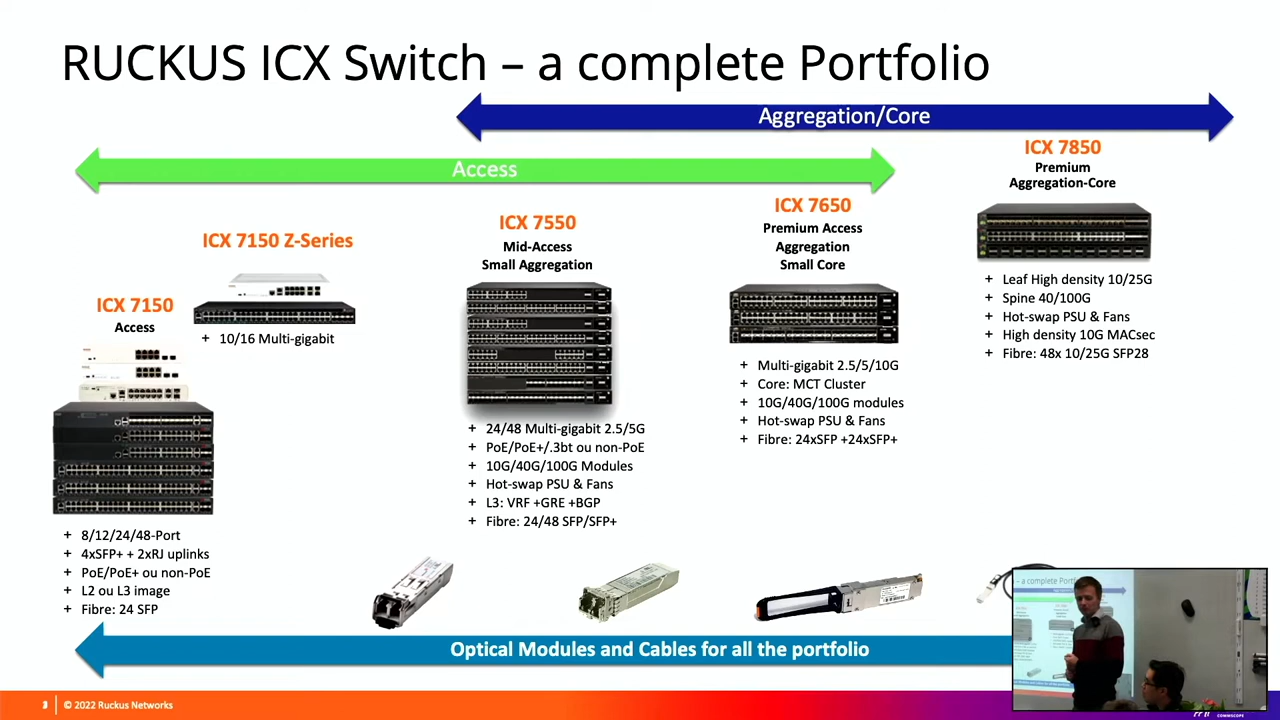 RUCKUS ICX Switch – a complete Portfolio
Aggregation/Core
Access
ICX 7150
Access
+ 8/12/24/48-Port
+ 4xSFP+ + 2xRJ uplinks
+ PoE/PoE+ ou non-PoE
+ L2 ou L3 image
+ Fibre: 24 SFP
ICX 7150 Z-Series
+ 10/16 Multi-gigabit
ICX 7550
Mid-Access
Small Aggregation
+ 24/48 Multi-gigabit 2.5/5G
+ PoE/PoE+/.3bt ou non-PoE
+ 10G/40G/100G Modules
+ Hot-swap PSU & Fans
+ L3: VRF +GRE +BGP
+ Fibre: 24/48 SFP/SFP+
ICX 7650
Premium Access
Aggregation
Small Core
+ Multi-gigabit 2.5/5/10G
+ Core: MCT Cluster
+ 10G/40G/100G modules
+ Hot-swap PSU & Fans
+ Fibre: 24xSFP +24xSFP+
ICX 7850
Premium
Aggregation-Core
+ Leaf High density 10/25G
+ Spine 40/100G
+ Hot-swap PSU & Fans
+ High density 10G MACsec
+ Fibre: 48x 10/25G SFP28
Optical Modules and Cables for all the portfolio
– a complete Portf
3
© 2022 Ruckus Networks
COMMSCOPE